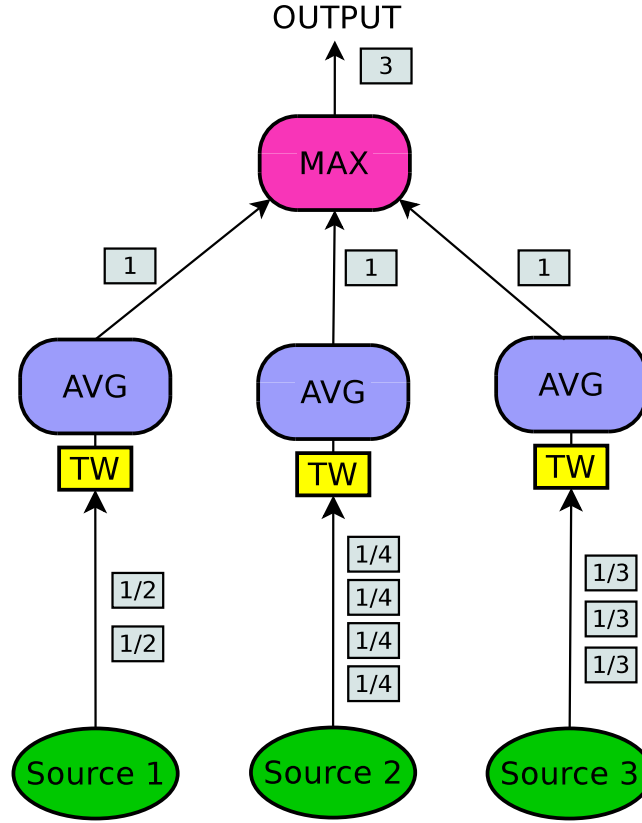 OUTPUT
3
MAX
1
1
1
AVG
AVG
AVG
TW
TW
TW
1/2
1/2
1/4
1/4
1/4
1/4
1/3
1/3
1/3
Source 1
Source 2
Source 3